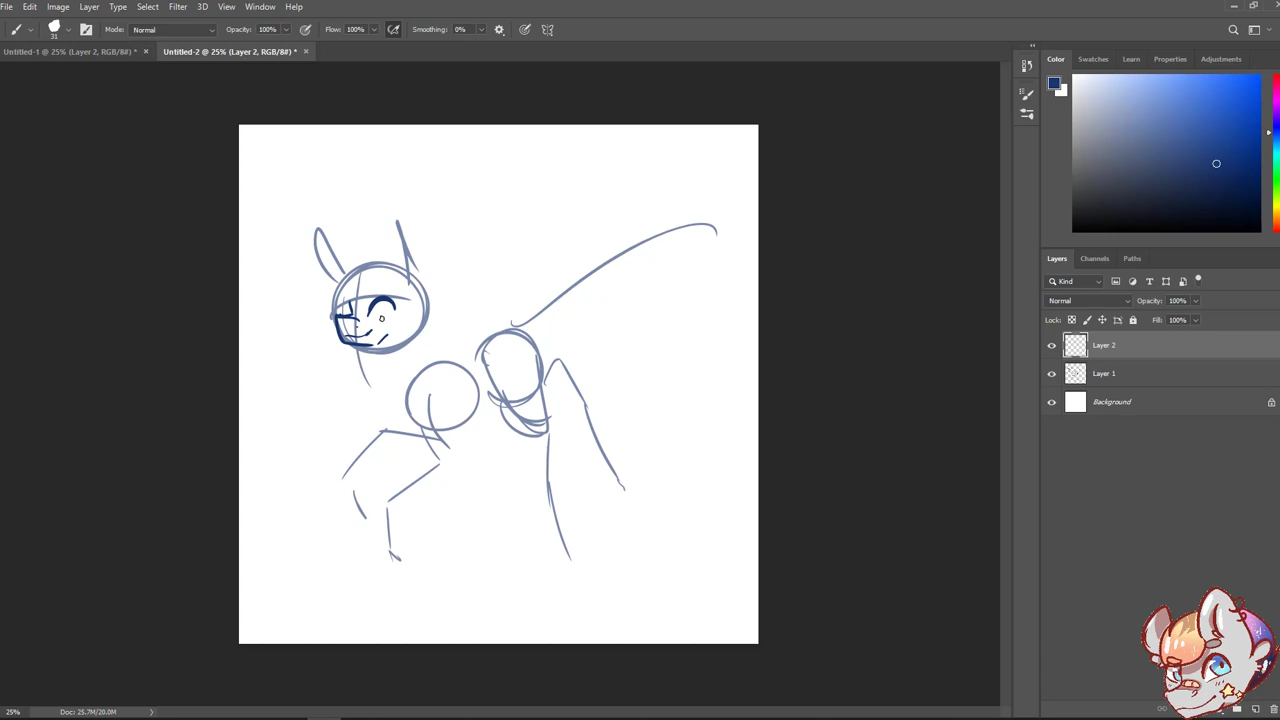 File Edit Image Layer Type Select Filter 3D View Window Help
31 Mode: Normal Opacity: 100% Flow: 100% Smoothing: 0%
Untitled-1 @ 25% (Layer 2, RGB/8#) * × Untitled-2 @ 25% (Layer 2, RGB/8#) * ×
Color Swatches Learn Properties Adjustments
Layers Channels Paths
Kind
Normal Opacity: 100%
Lock: Fill: 100%
Layer 2
Layer 1
Background
25% Doc: 25.7M/20.0M